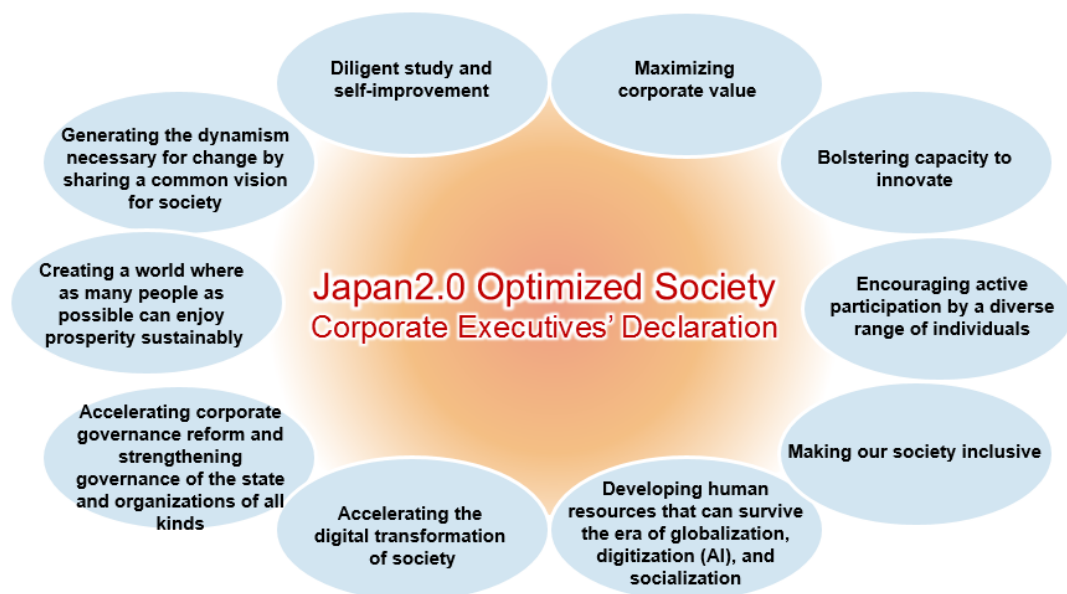 Diligent study and
self-improvement
Maximizing
corporate value
Generating the dynamism
necessary for change by
sharing a common vision
for society
Bolstering capacity to
innovate
Creating a world where
as many people as
possible can enjoy
prosperity sustainably
Japan2.0 Optimized Society
Corporate Executives’ Declaration
Encouraging active
participation by a diverse
range of individuals
Accelerating corporate
governance reform and
strengthening
governance of the state
and organizations of all
kinds
Making our society inclusive
Accelerating the
digital transformation
of society
Developing human
resources that can survive
the era of globalization,
digitization (AI), and
socialization